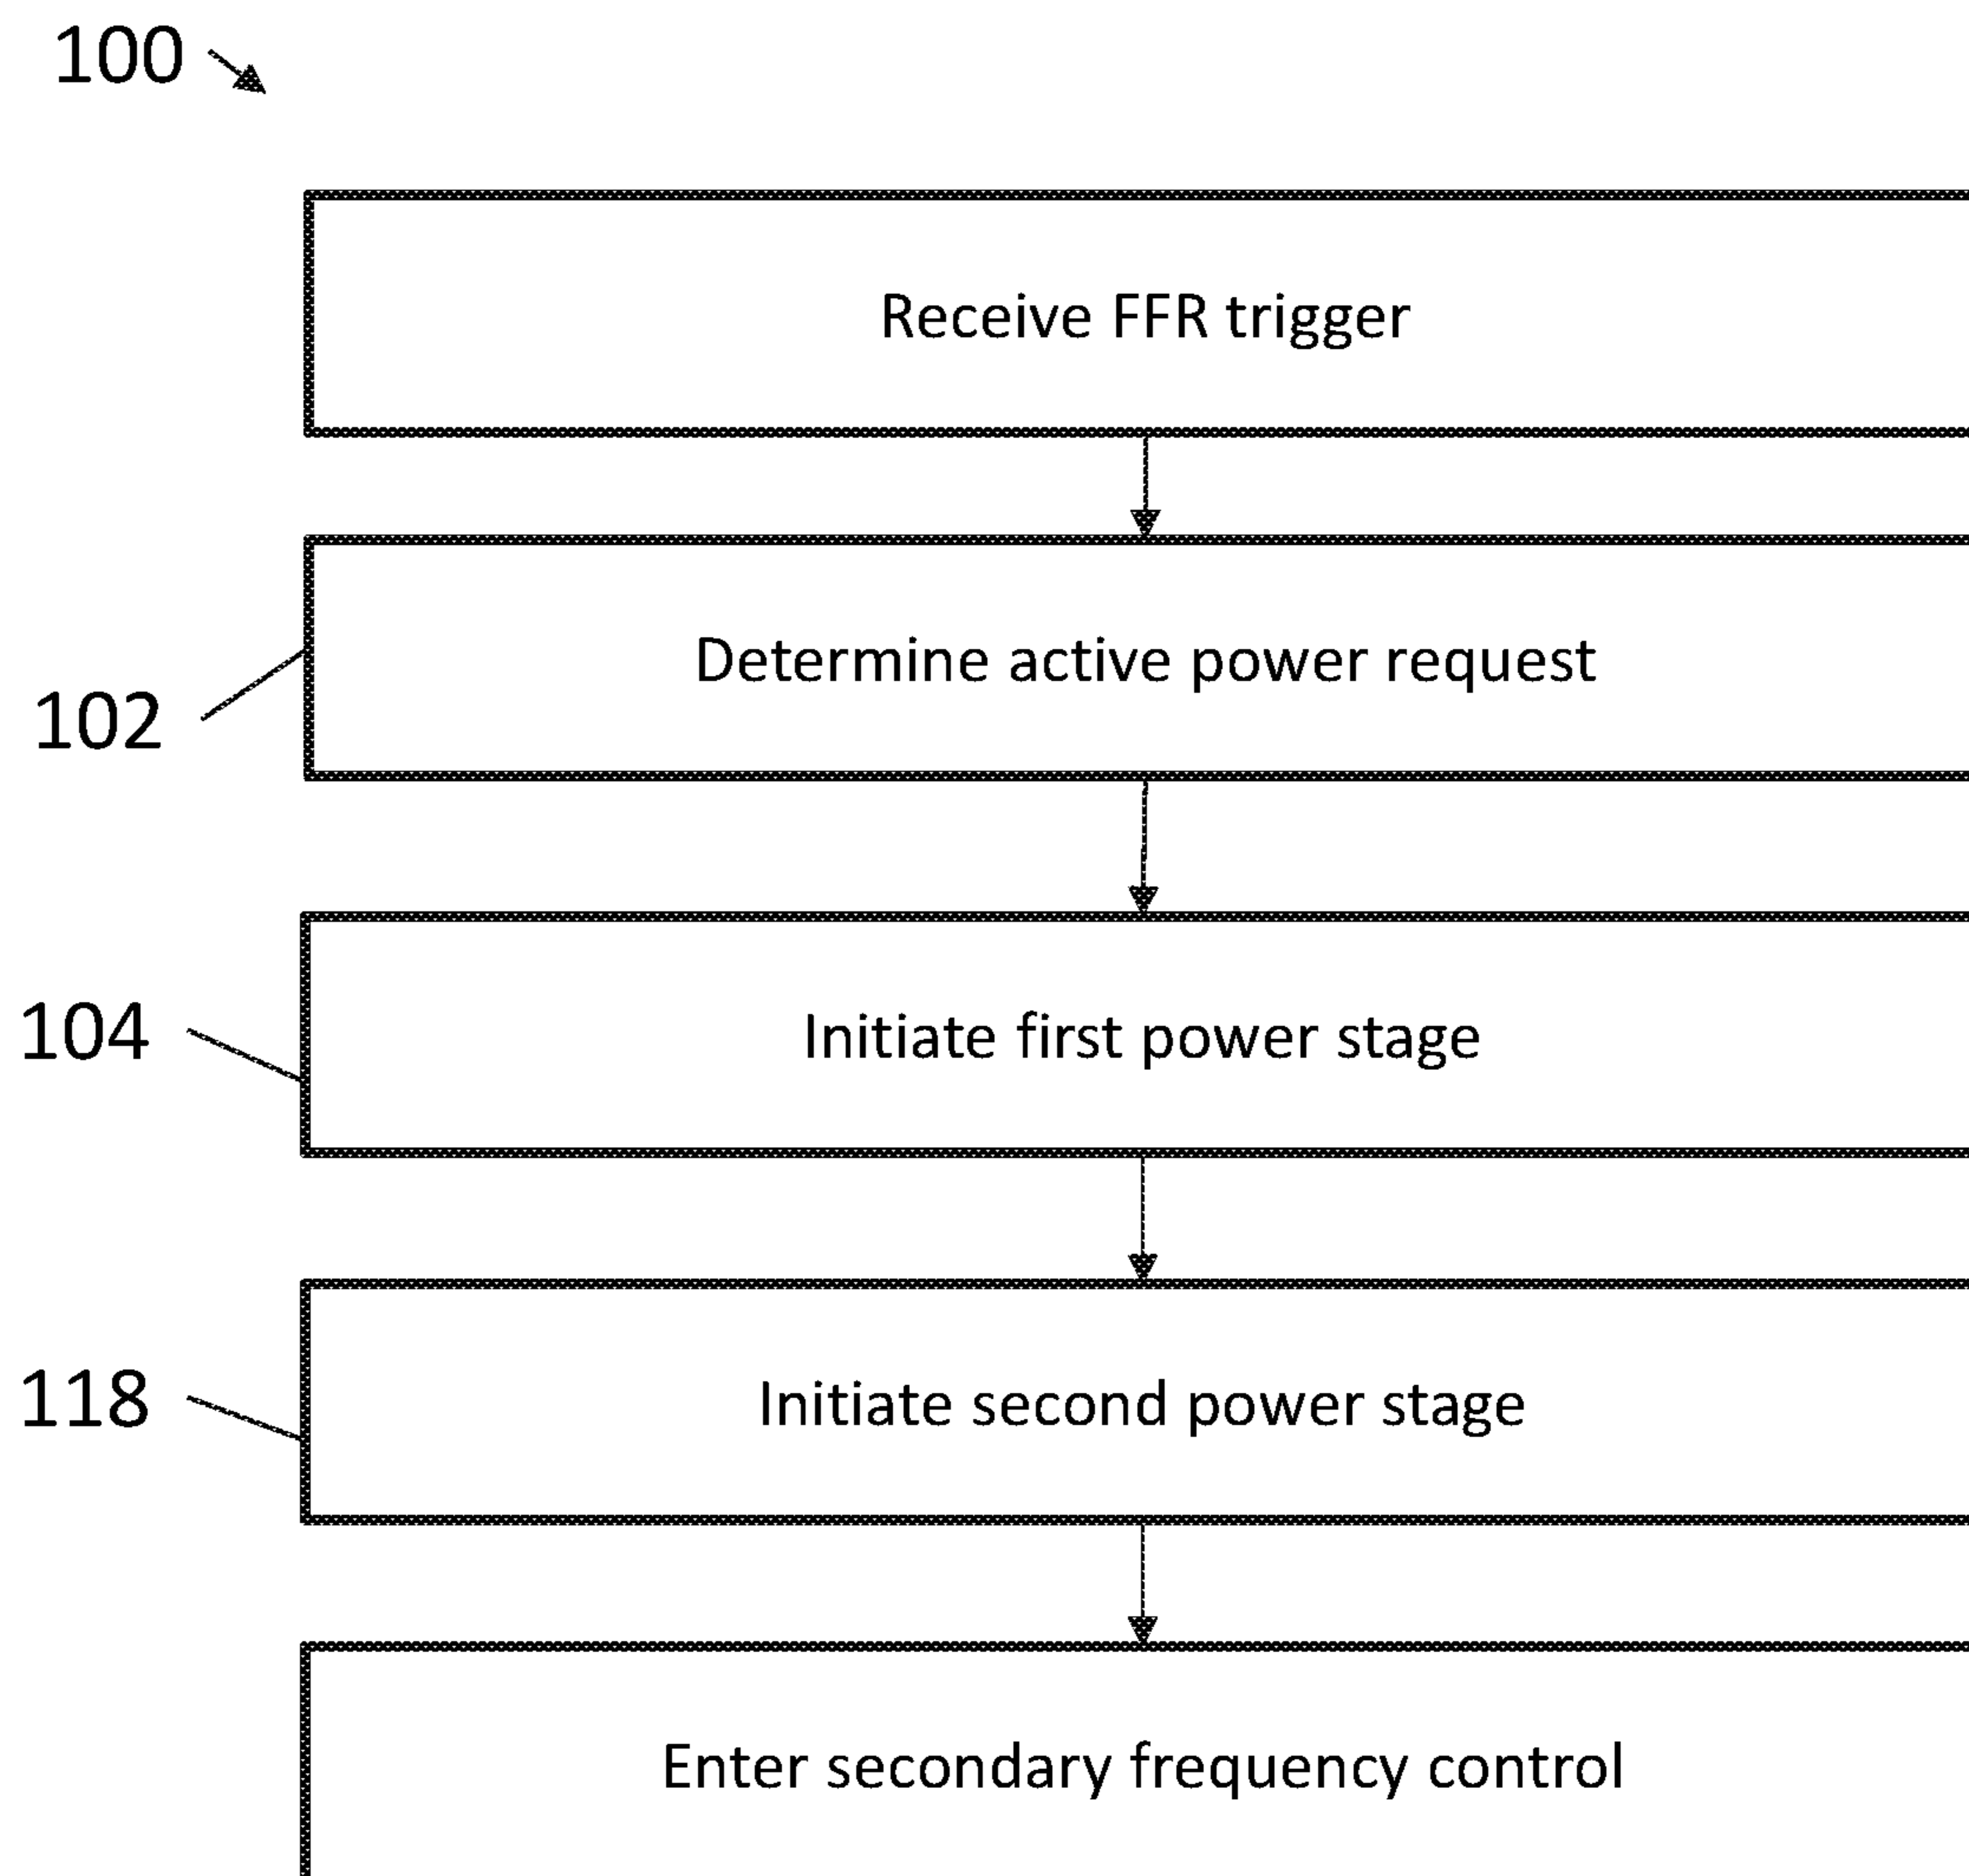 100
Receive FFR trigger
Determine active power request
102
Initiate first power stage
104
Initiate second power stage
118
Enter secondary frequency control